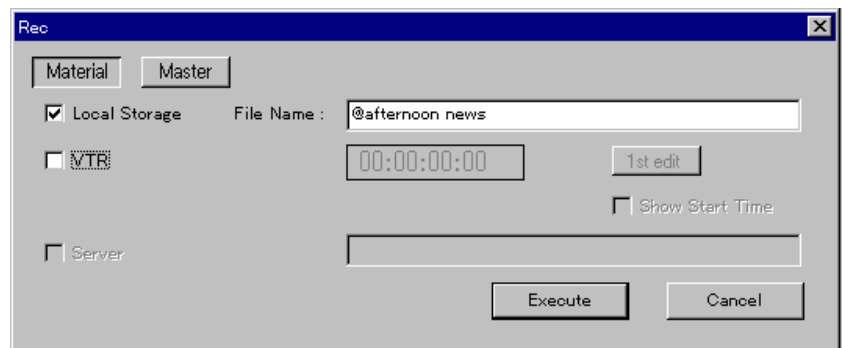 Rec
Material Master
Local Storage File Name : @afternoon news
VTR 00:00:00:00 1st edit
Show Start Time
Server
Execute Cancel